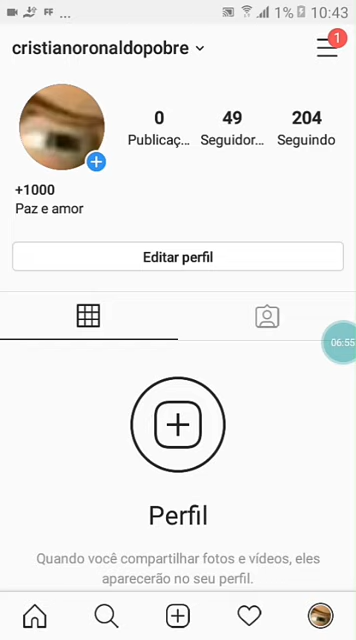 FF ... 1% 10:43
cristianoronaldopobre
1
0 49 204
Publicaç... Seguidor... Seguindo
+1000
Paz e amor
Editar perfil
06:55
Perfil
Quando você compartilhar fotos e vídeos, eles
aparecerão no seu perfil.